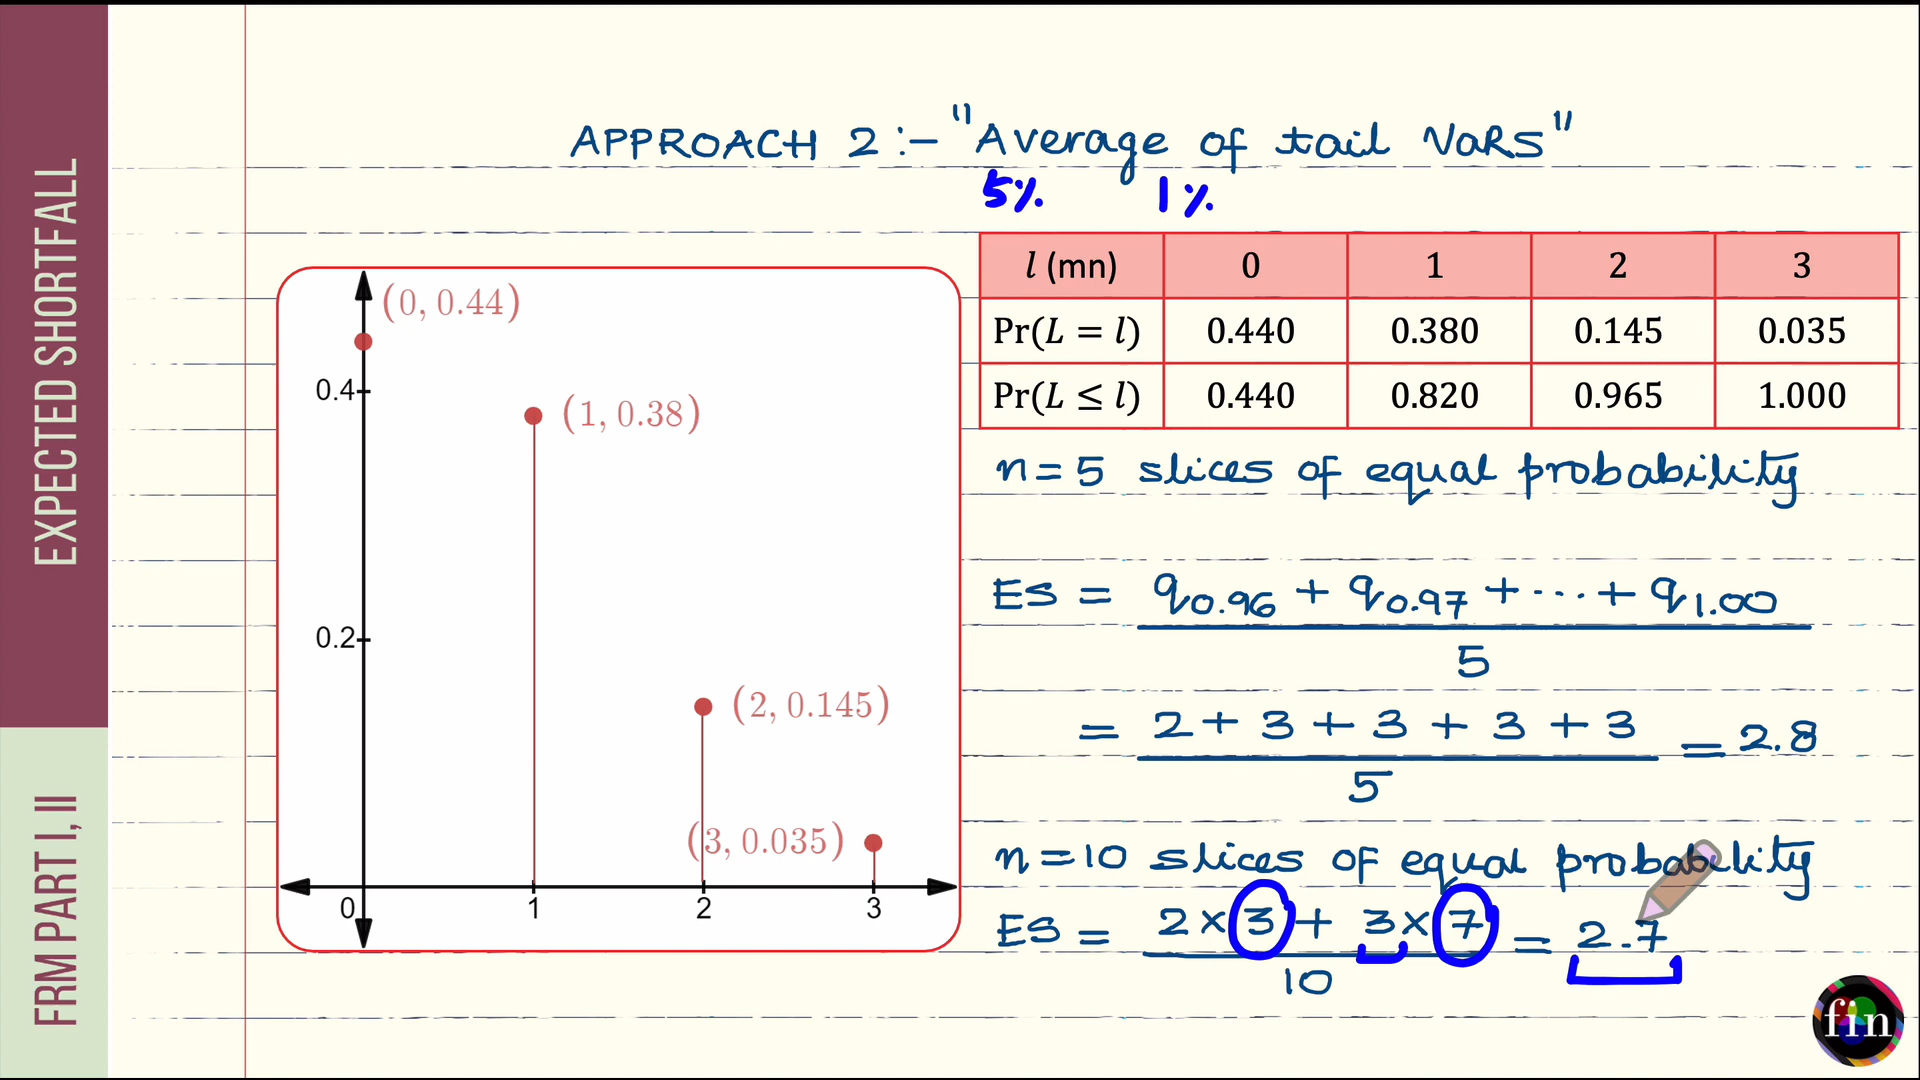 EXPECTED SHORTFALL
FRM PART I, II
APPROACH 2 :- "Average of tail VaRS"
5% 1%
l (mn) 0 1 2 3
Pr(L = l) 0.440 0.380 0.145 0.035
Pr(L ≤ l) 0.440 0.820 0.965 1.000
(0, 0.44)
0.4
(1, 0.38)
0.2
(2, 0.145)
(3, 0.035)
0 1 2 3
n = 5 slices of equal probability
ES = q0.96 + q0.97 + ··· + q1.00
5
= 2 + 3 + 3 + 3 + 3 = 2.8
5
n = 10 slices of equal probability
ES = 2 × 3 + 3 × 7 = 2.7
10
fin